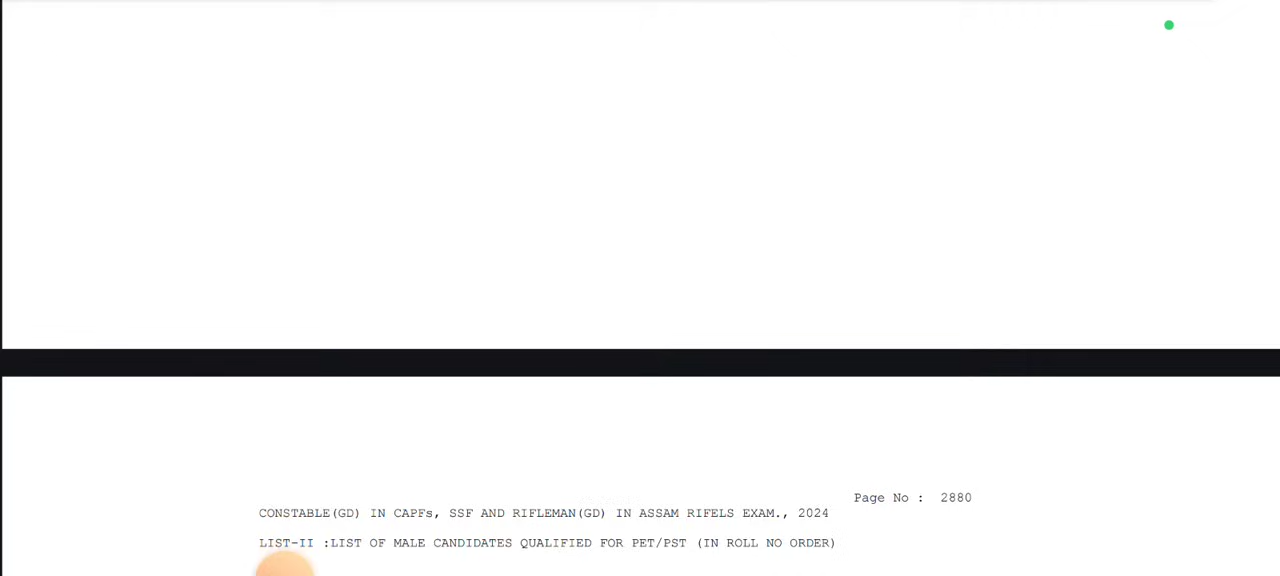 Page No : 2880
CONSTABLE(GD) IN CAPFs, SSF AND RIFLEMAN(GD) IN ASSAM RIFELS EXAM., 2024
LIST-II :LIST OF MALE CANDIDATES QUALIFIED FOR PET/PST (IN ROLL NO ORDER)